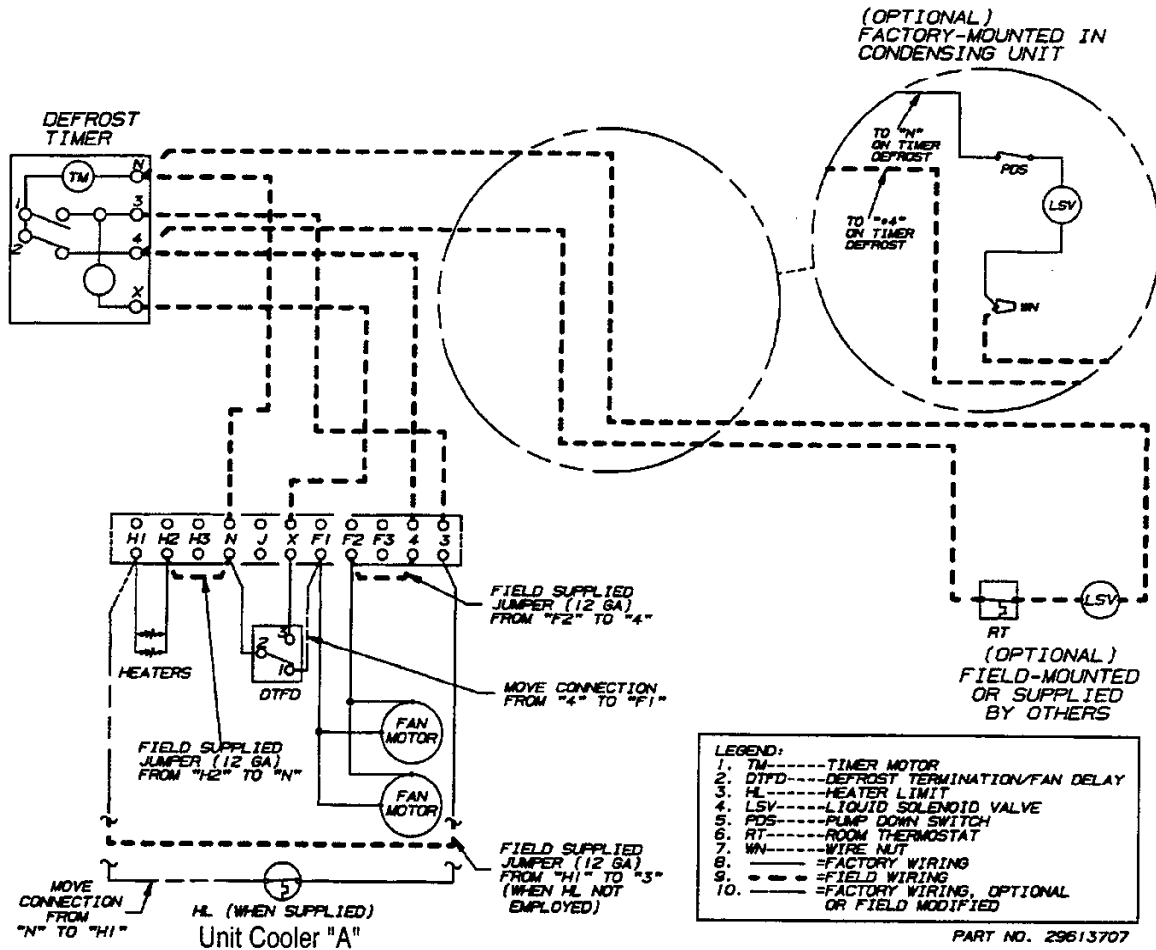 (OPTIONAL)
FACTORY-MOUNTED IN
CONDENSING UNIT
DEFROST
TIMER
TM
N
3
4
X
1
2
TO "N"
ON TIMER
DEFROST
PDS
LSV
TO "*4"
ON TIMER
DEFROST
WN
H1 H2 H3 N J X F1 F2 F3 4 3
HEATERS
2
3
1
DTFD
FIELD SUPPLIED
JUMPER (12 GA)
FROM "F2" TO "4"
MOVE CONNECTION
FROM "4" TO "F1"
FIELD SUPPLIED
JUMPER (12 GA)
FROM "H2" TO "N"
FAN
MOTOR
FAN
MOTOR
RT
LSV
(OPTIONAL)
FIELD-MOUNTED
OR SUPPLIED
BY OTHERS
FIELD SUPPLIED
JUMPER (12 GA)
FROM "H1" TO "3"
(WHEN HL NOT
EMPLOYED)
MOVE
CONNECTION
FROM
"N" TO "H1"
HL (WHEN SUPPLIED)
Unit Cooler "A"
LEGEND:
1. TM------TIMER MOTOR
2. DTFD----DEFROST TERMINATION/FAN DELAY
3. HL------HEATER LIMIT
4. LSV-----LIQUID SOLENOID VALVE
5. PDS-----PUMP DOWN SWITCH
6. RT------ROOM THERMOSTAT
7. WN------WIRE NUT
8. =FACTORY WIRING
9. =FIELD WIRING
10. =FACTORY WIRING, OPTIONAL
OR FIELD MODIFIED
PART NO. 29613707